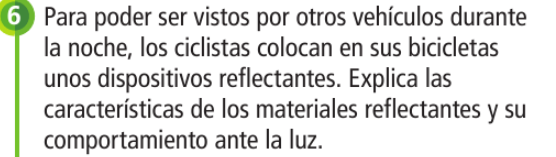 6 Para poder ser vistos por otros vehículos durante
la noche, los ciclistas colocan en sus bicicletas
unos dispositivos reflectantes. Explica las
características de los materiales reflectantes y su
comportamiento ante la luz.